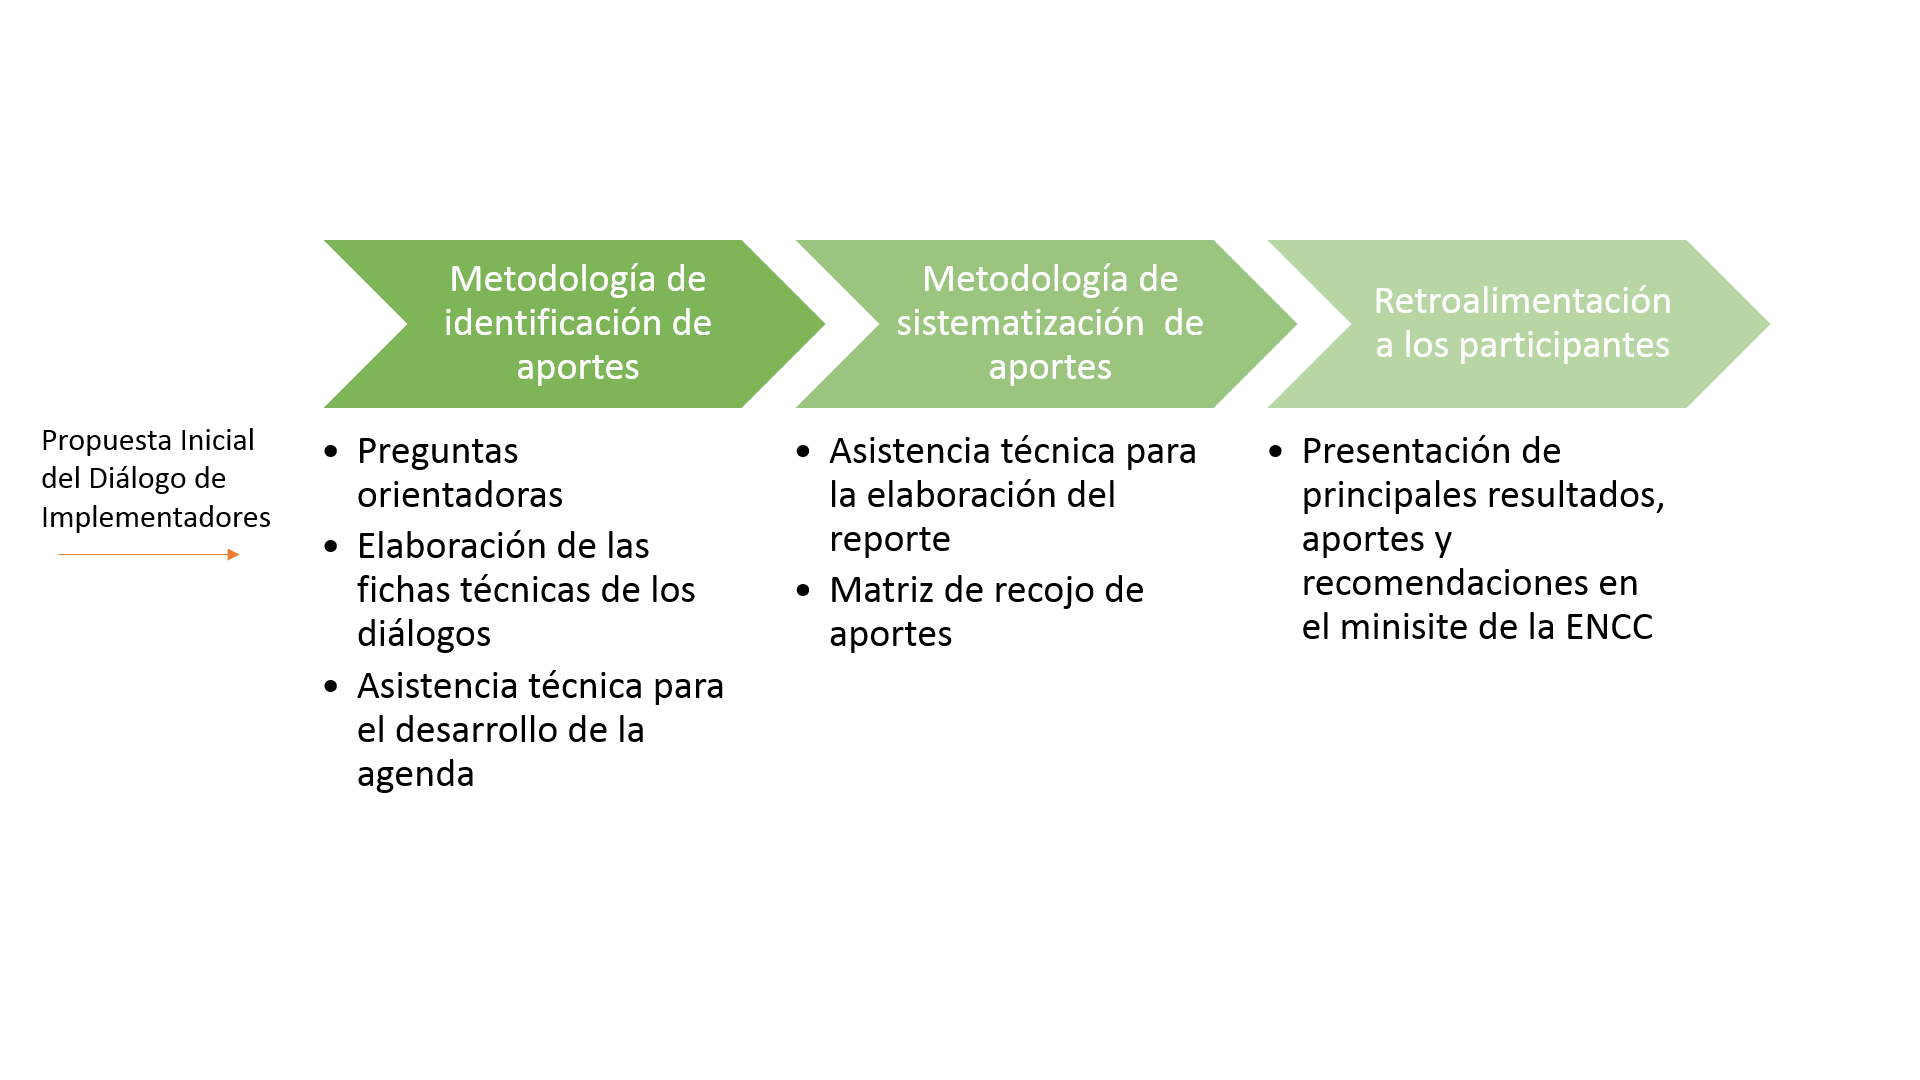 Propuesta Inicial
del Diálogo de
Implementadores
Metodología de
identificación de
aportes
• Preguntas
orientadoras
• Elaboración de las
fichas técnicas de los
diálogos
• Asistencia técnica para
el desarrollo de la
agenda
Metodología de
sistematización  de
aportes
• Asistencia técnica para
la elaboración del
reporte
• Matriz de recojo de
aportes
Retroalimentación
a los participantes
• Presentación de
principales resultados,
aportes y
recomendaciones en
el minisite de la ENCC